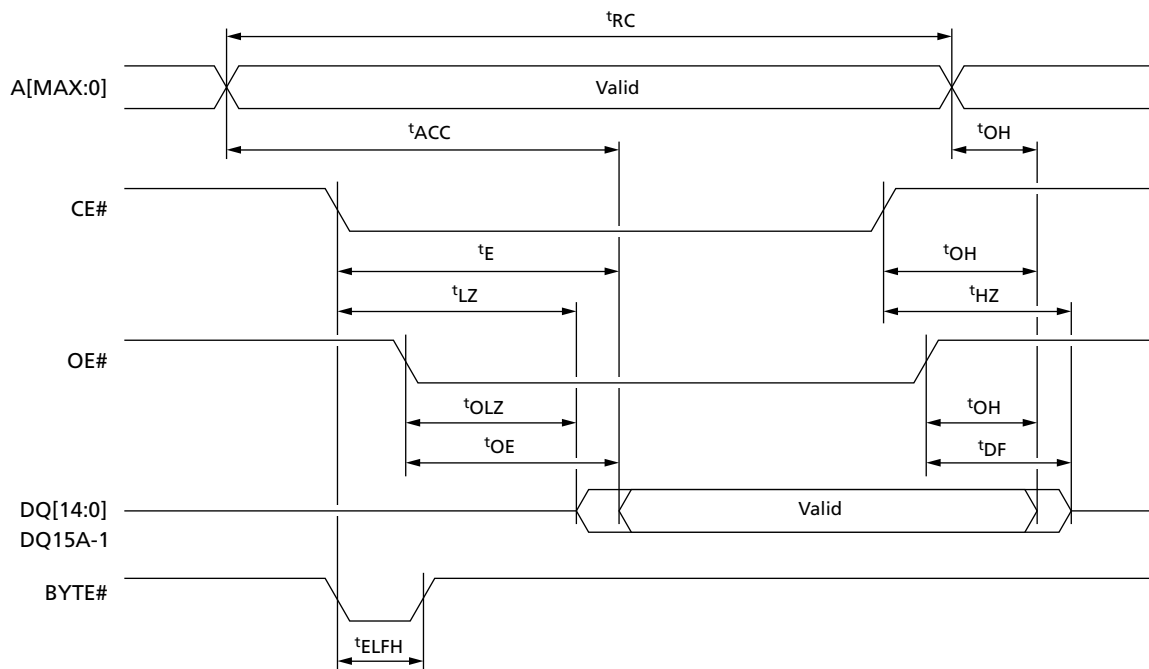 tRC
A[MAX:0]
Valid
tACC
tOH
CE#
tE
tOH
tLZ
tHZ
OE#
tOLZ
tOH
tOE
tDF
DQ[14:0]
Valid
DQ15A-1
BYTE#
tELFH